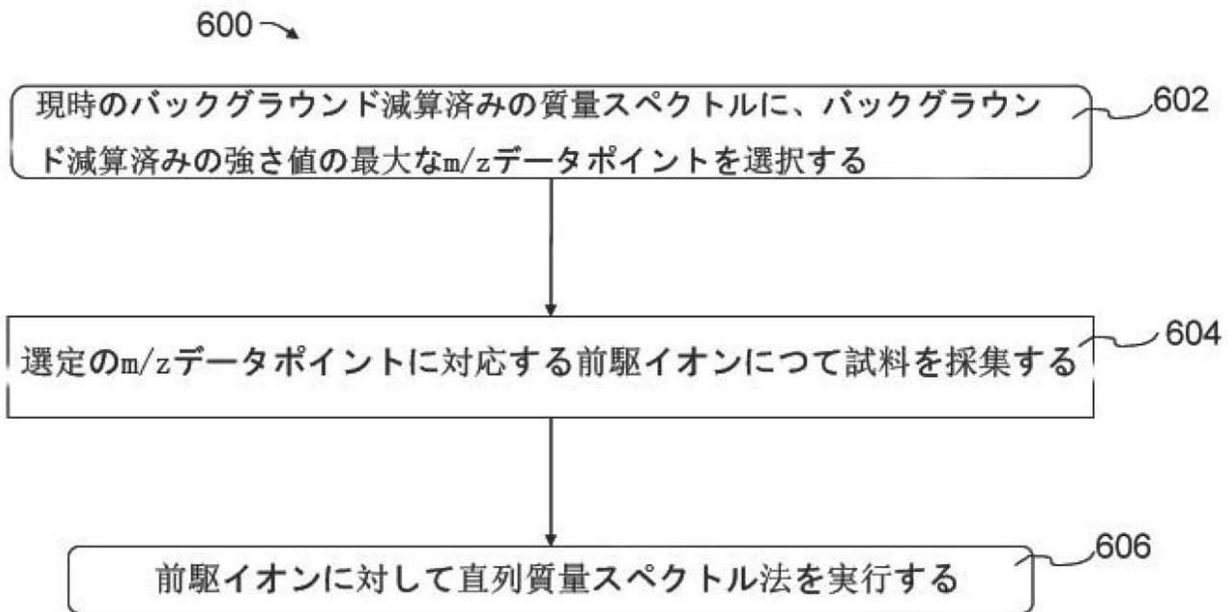 600
現時のバックグラウンド減算済みの質量スペクトルに、バックグラウン
602
ド減算済みの強さ値の最大なm/zデータポイントを選択する
604
選定のm/zデータポイントに対応する前駆イオンにつて試料を採集する
606
前駆イオンに対して直列質量スペクトル法を実行する